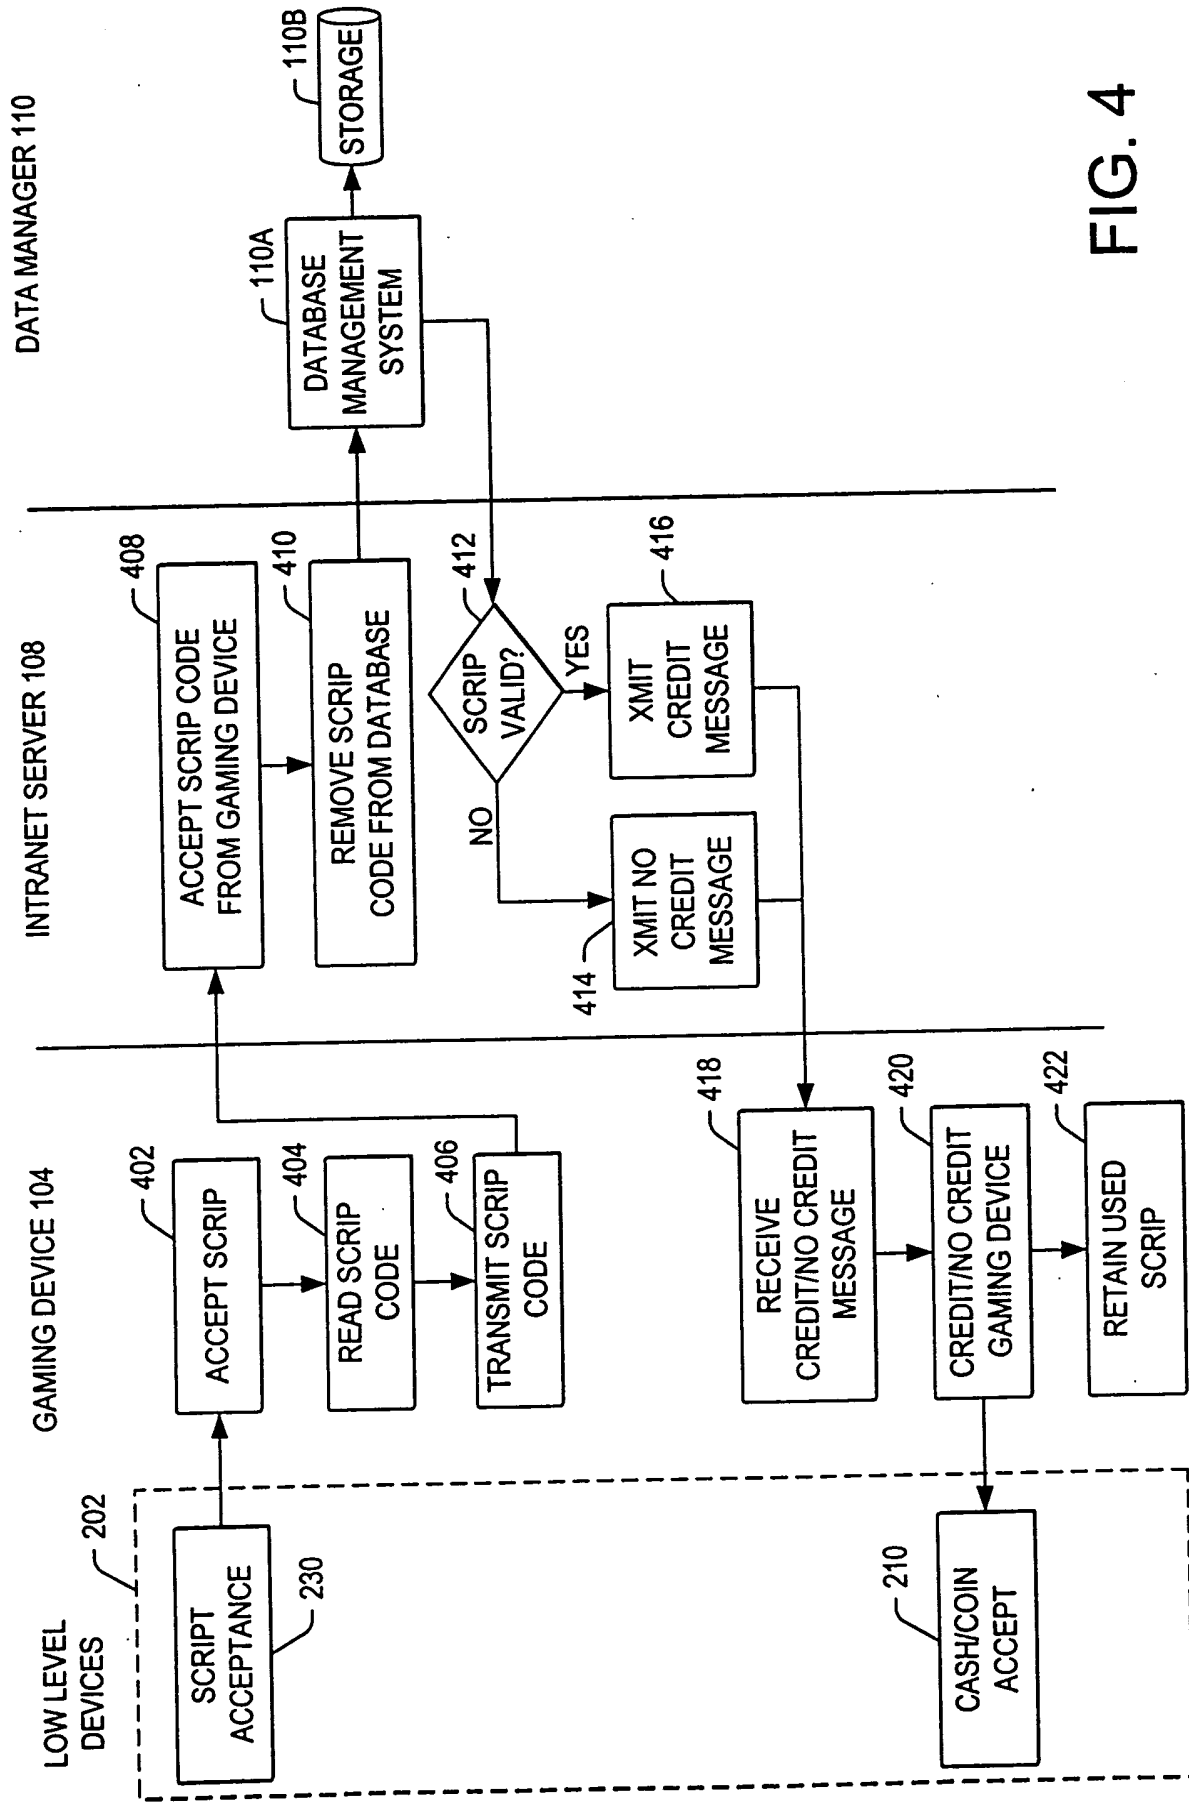 LOW LEVEL
DEVICES
GAMING DEVICE 104
INTRANET SERVER 108
DATA MANAGER 110
202
SCRIPT
ACCEPTANCE
230
402
ACCEPT SCRIP
404
READ SCRIP
CODE
406
TRANSMIT SCRIP
CODE
408
ACCEPT SCRIP CODE
FROM GAMING DEVICE
410
REMOVE SCRIP
CODE FROM DATABASE
110A
DATABASE
MANAGEMENT
SYSTEM
110B
STORAGE
412
SCRIP
VALID?
NO
YES
414
XMIT NO
CREDIT
MESSAGE
416
XMIT
CREDIT
MESSAGE
418
RECEIVE
CREDIT/NO CREDIT
MESSAGE
420
CREDIT/NO CREDIT
GAMING DEVICE
422
RETAIN USED
SCRIP
210
CASH/COIN
ACCEPT
FIG. 4